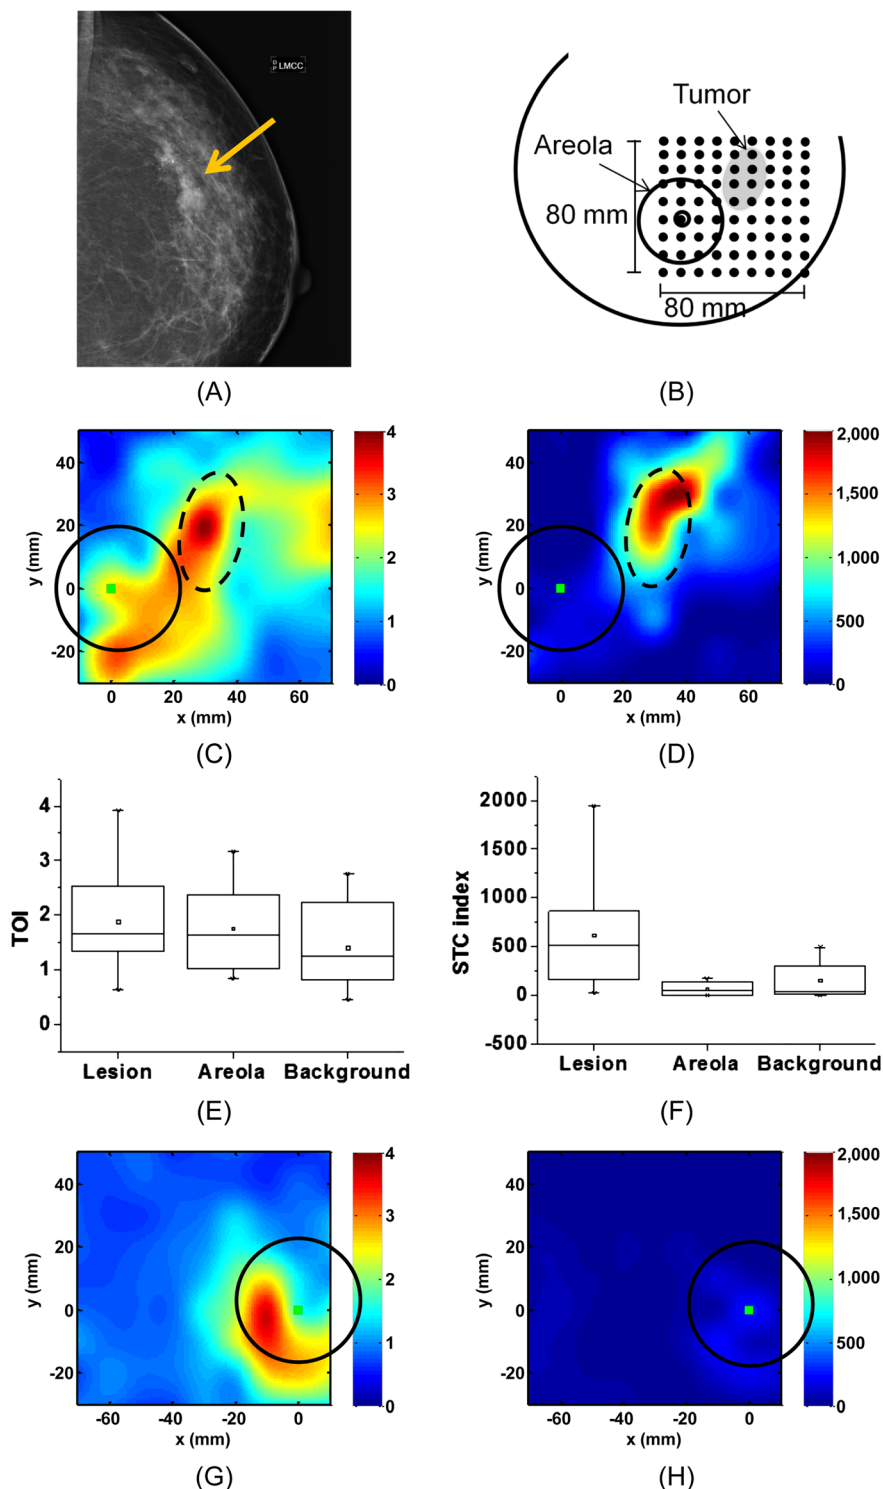 D
P LMCC
(A)
Tumor
Areola
80 mm
80 mm
(B)
40
20
0
-20
y (mm)
0 20 40 60
x (mm)
4
3
2
1
0
(C)
40
20
0
-20
y (mm)
0 20 40 60
x (mm)
2,000
1,500
1,000
500
0
(D)
4
3
2
1
0
TOI
Lesion Areola Background
(E)
2000
1500
1000
500
0
-500
STC index
Lesion Areola Background
(F)
40
20
0
-20
y (mm)
-60 -40 -20 0
x (mm)
4
3
2
1
0
(G)
40
20
0
-20
y (mm)
-60 -40 -20 0
x (mm)
2,000
1,500
1,000
500
0
(H)